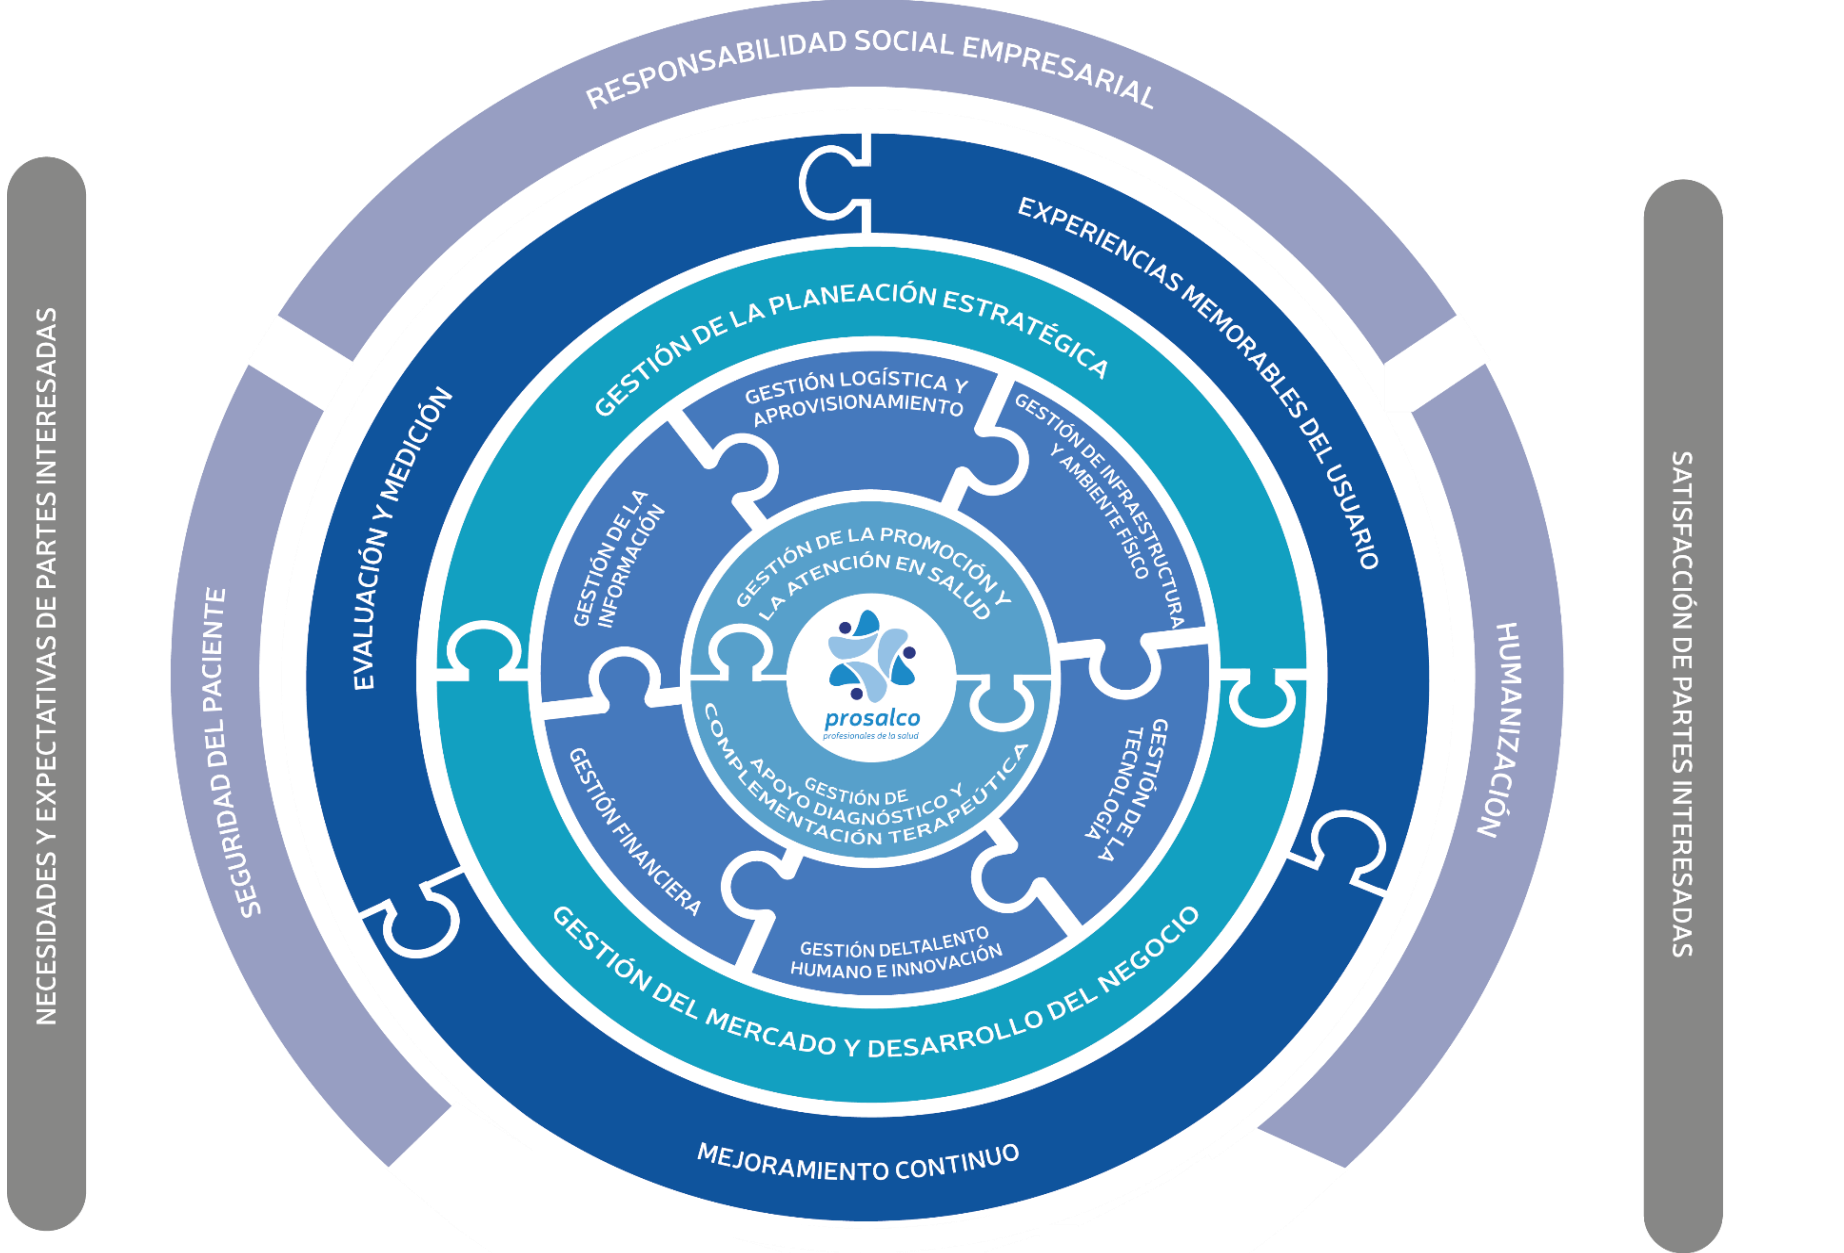 RESPONSABILIDAD SOCIAL EMPRESARIAL
NECESIDADES Y EXPECTATIVAS DE PARTES INTERESADAS
SEGURIDAD DEL PACIENTE
EVALUACIÓN Y MEDICIÓN
EXPERIENCIAS MEMORABLES DEL USUARIO
GESTIÓN DE LA PLANEACIÓN ESTRATÉGICA
GESTIÓN LOGÍSTICA Y
APROVISIONAMIENTO
GESTIÓN DE INFRAESTRUCTURA
Y AMBIENTE FÍSICO
GESTIÓN DE LA
INFORMACIÓN
GESTIÓN DE LA PROMOCIÓN Y
LA ATENCIÓN EN SALUD
prosalco
profesionales de la salud
GESTIÓN DE
APOYO DIAGNÓSTICO Y
COMPLEMENTACIÓN TERAPEÚTICA
GESTIÓN DE LA
TECNOLOGÍA
GESTIÓN FINANCIERA
GESTIÓN DELTALENTO
HUMANO E INNOVACIÓN
GESTIÓN DEL MERCADO Y DESARROLLO DEL NEGOCIO
MEJORAMIENTO CONTINUO
HUMANIZACIÓN
SATISFACCIÓN DE PARTES INTERESADAS